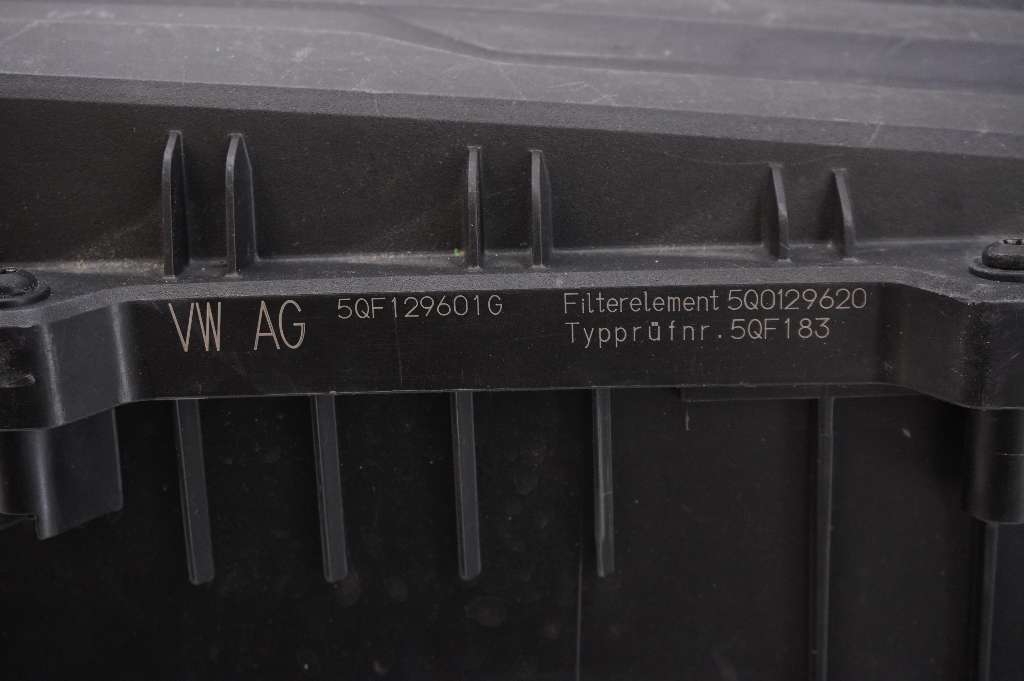 VW AG 5QF129601G Filterelement 5Q0129620
Typprüfnr. 5QF183